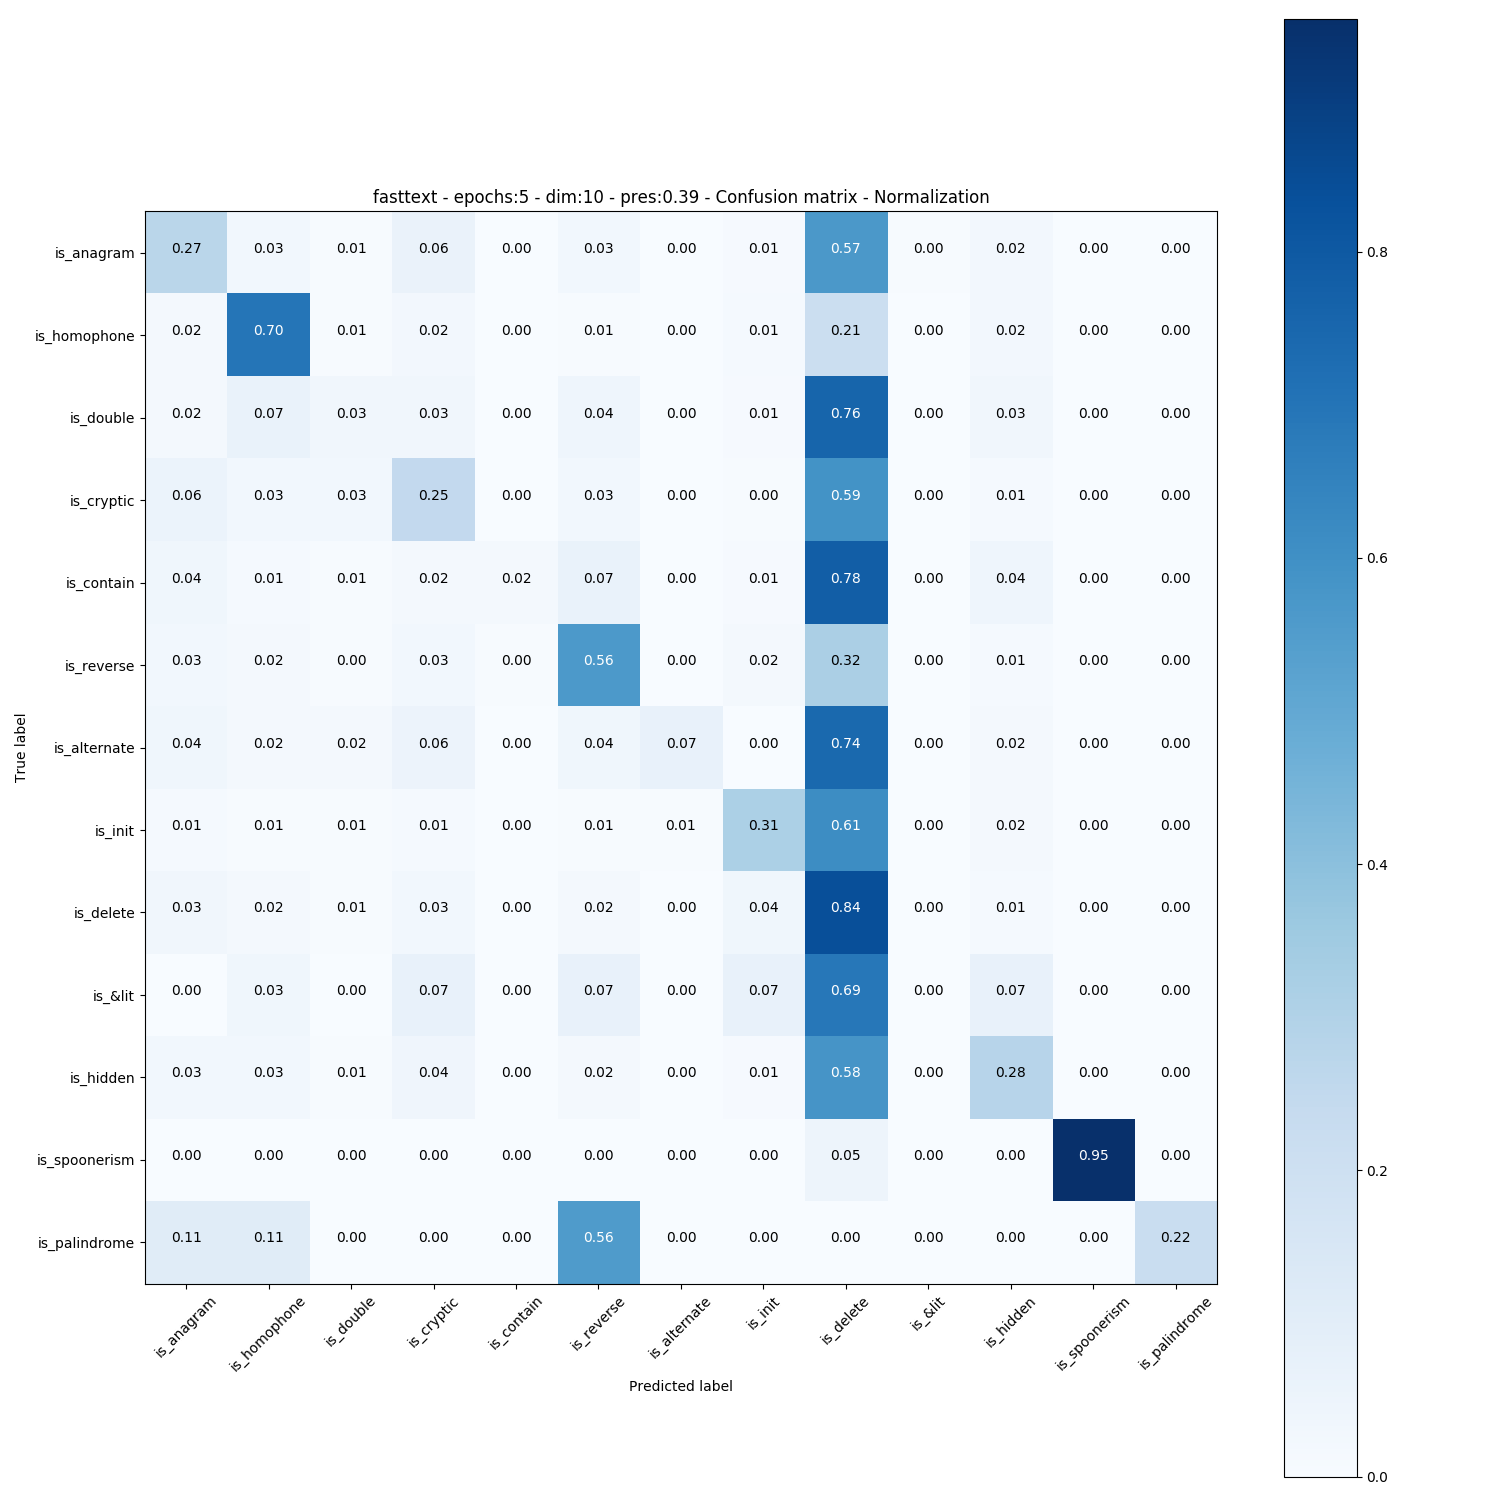 fasttext - epochs:5 - dim:10 - pres:0.39 - Confusion matrix - Normalization
is_anagram 0.27 0.03 0.01 0.06 0.00 0.03 0.00 0.01 0.57 0.00 0.02 0.00 0.00
is_homophone 0.02 0.70 0.01 0.02 0.00 0.01 0.00 0.01 0.21 0.00 0.02 0.00 0.00
is_double 0.02 0.07 0.03 0.03 0.00 0.04 0.00 0.01 0.76 0.00 0.03 0.00 0.00
is_cryptic 0.06 0.03 0.03 0.25 0.00 0.03 0.00 0.00 0.59 0.00 0.01 0.00 0.00
is_contain 0.04 0.01 0.01 0.02 0.02 0.07 0.00 0.01 0.78 0.00 0.04 0.00 0.00
is_reverse 0.03 0.02 0.00 0.03 0.00 0.56 0.00 0.02 0.32 0.00 0.01 0.00 0.00
is_alternate 0.04 0.02 0.02 0.06 0.00 0.04 0.07 0.00 0.74 0.00 0.02 0.00 0.00
is_init 0.01 0.01 0.01 0.01 0.00 0.01 0.01 0.31 0.61 0.00 0.02 0.00 0.00
is_delete 0.03 0.02 0.01 0.03 0.00 0.02 0.00 0.04 0.84 0.00 0.01 0.00 0.00
is_&lit 0.00 0.03 0.00 0.07 0.00 0.07 0.00 0.07 0.69 0.00 0.07 0.00 0.00
is_hidden 0.03 0.03 0.01 0.04 0.00 0.02 0.00 0.01 0.58 0.00 0.28 0.00 0.00
is_spoonerism 0.00 0.00 0.00 0.00 0.00 0.00 0.00 0.00 0.05 0.00 0.00 0.95 0.00
is_palindrome 0.11 0.11 0.00 0.00 0.00 0.56 0.00 0.00 0.00 0.00 0.00 0.00 0.22
is_anagram is_homophone is_double is_cryptic is_contain is_reverse is_alternate is_init is_delete is_&lit is_hidden is_spoonerism is_palindrome
Predicted label
True label
0.8
0.6
0.4
0.2
0.0